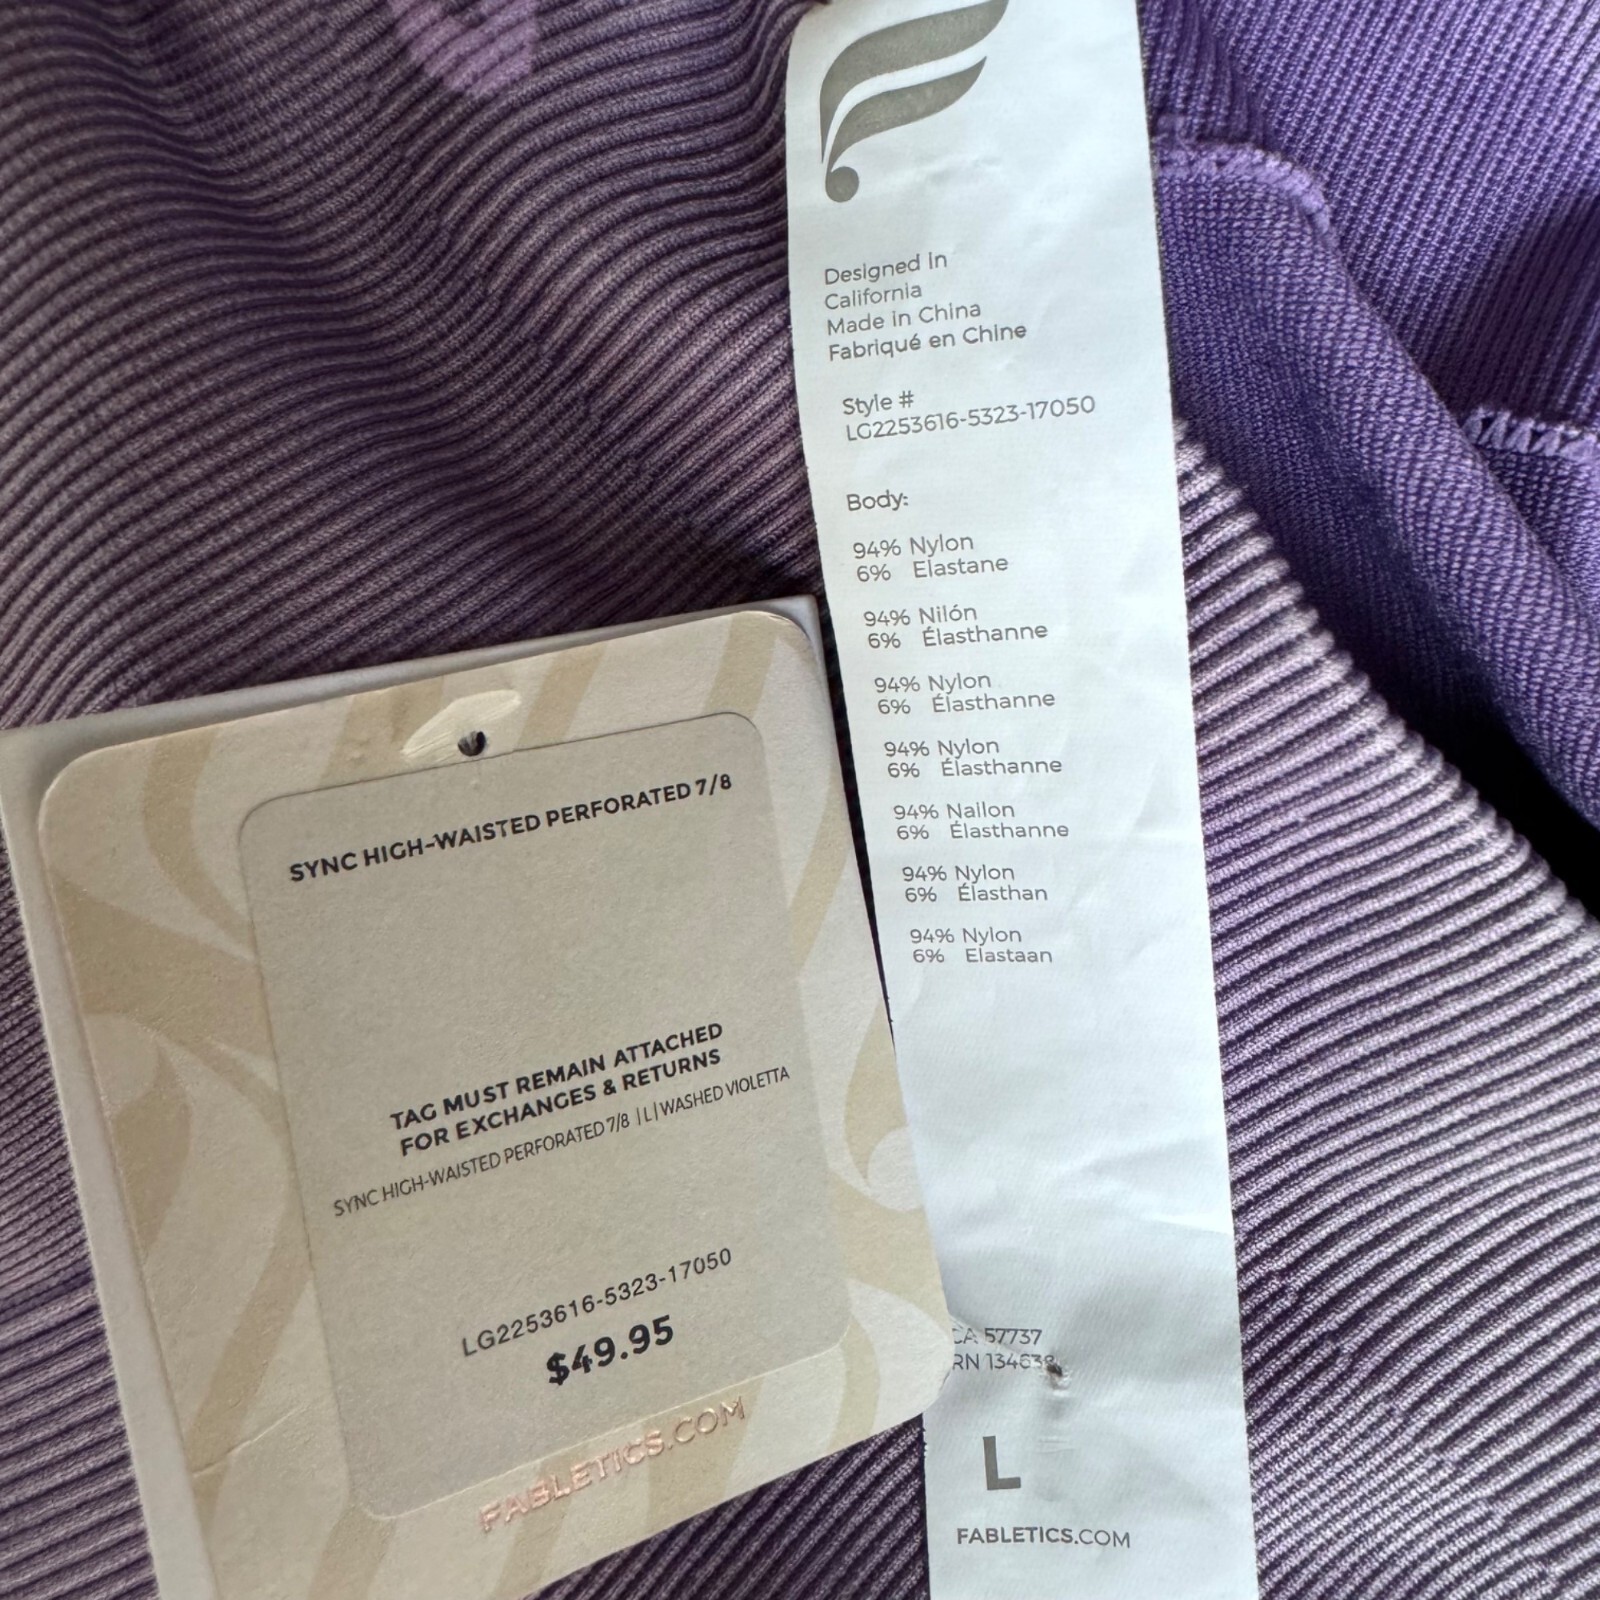 Designed in
California
Made in China
Fabriqué en Chine
Style #
LG2253616-5323-17050
Body:
94% Nylon
6% Elastane
94% Nilón
6% Élasthanne
94% Nylon
6% Élasthanne
94% Nylon
6% Élasthanne
94% Nailon
6% Élasthanne
94% Nylon
6% Élasthan
94% Nylon
6% Elastaan
CA 57737
RN 134638
L
FABLETICS.COM
SYNC HIGH-WAISTED PERFORATED 7/8
TAG MUST REMAIN ATTACHED
FOR EXCHANGES & RETURNS
SYNC HIGH-WAISTED PERFORATED 7/8 | L | WASHED VIOLETTA
LG2253616-5323-17050
$49.95
FABLETICS.COM